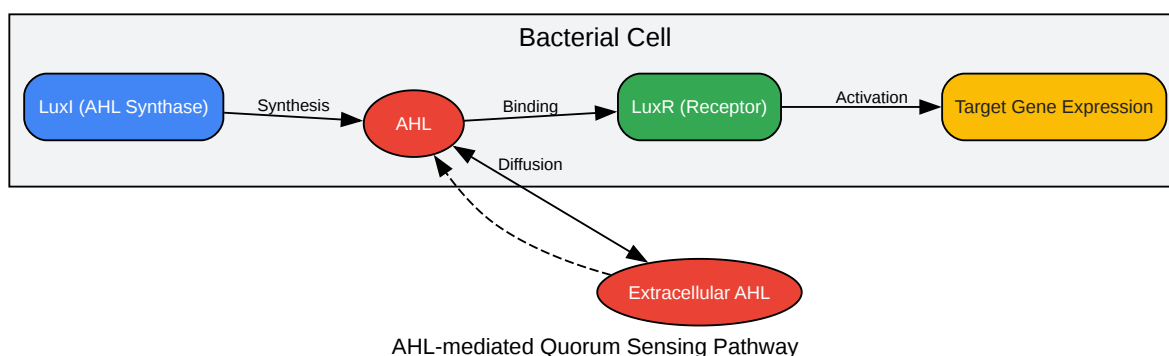 Bacterial Cell
LuxI (AHL Synthase)
Synthesis
AHL
Binding
LuxR (Receptor)
Activation
Target Gene Expression
Diffusion
Extracellular AHL
AHL-mediated Quorum Sensing Pathway